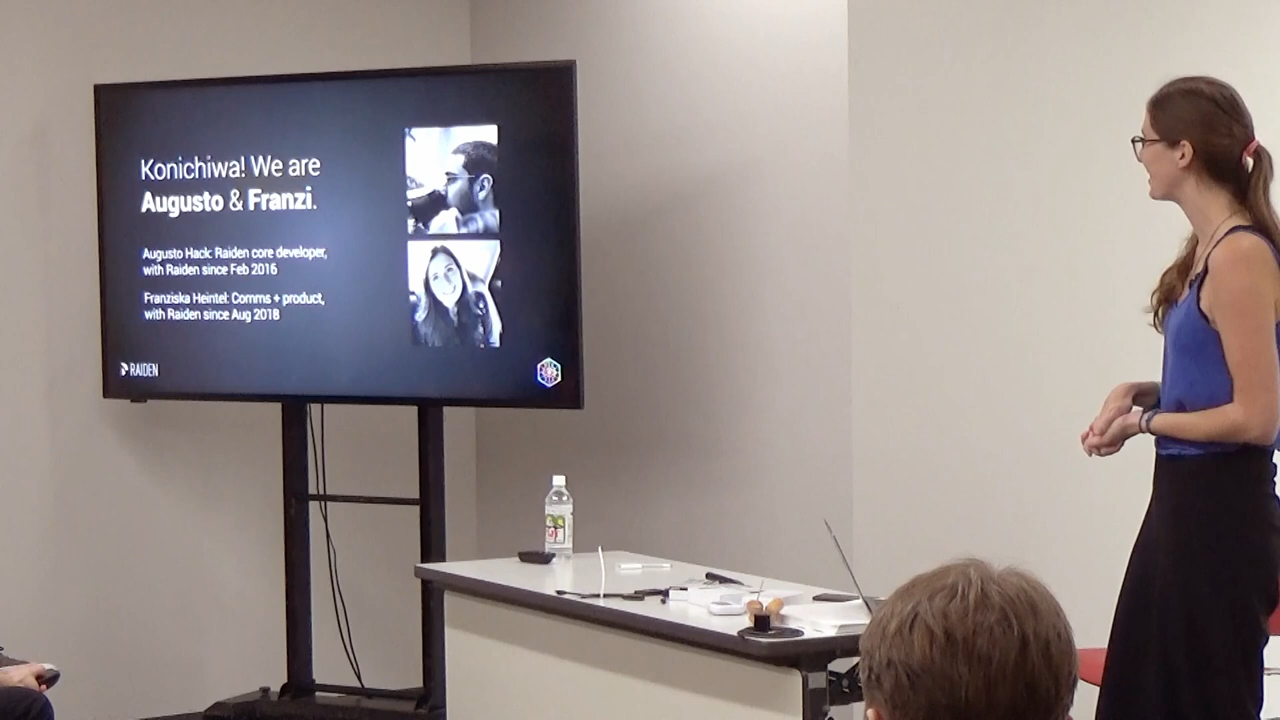 Konichiwa! We are
Augusto & Franzi.
Augusto Hack: Raiden core developer,
with Raiden since Feb 2016
Franziska Heintel: Comms + product,
with Raiden since Aug 2018
RAIDEN